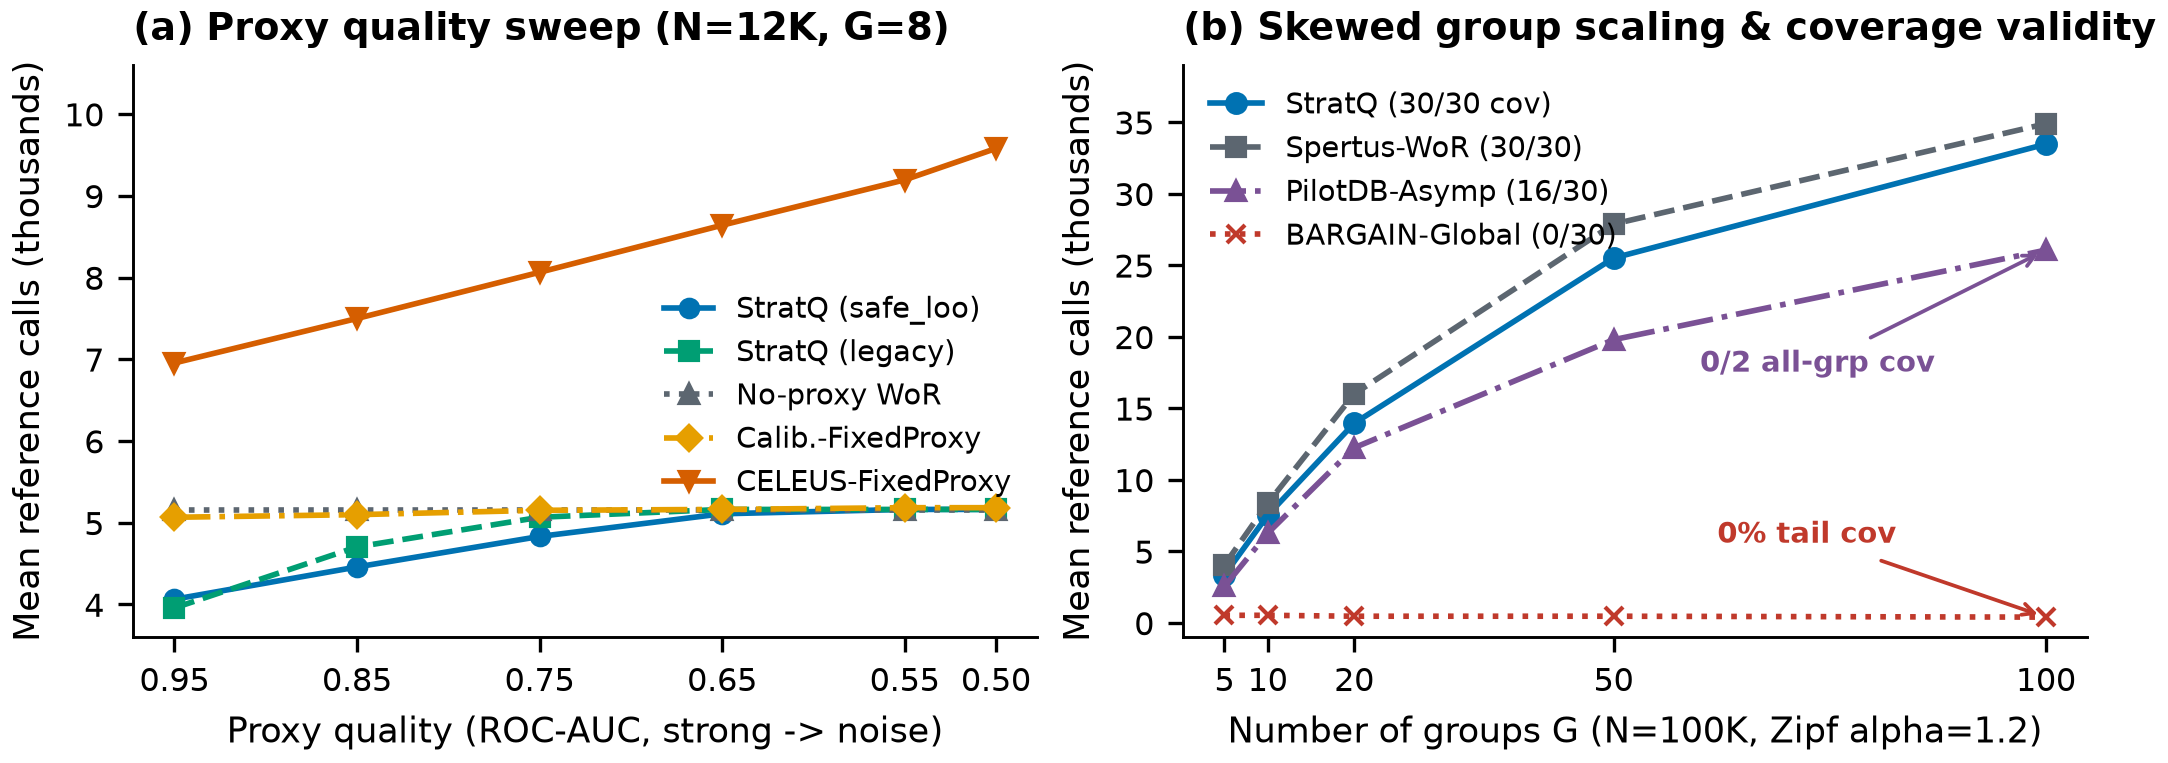 (a) Proxy quality sweep (N=12K, G=8)
Mean reference calls (thousands)
10
9
8
7
6
5
4
StratQ (safe_loo)
StratQ (legacy)
No-proxy WoR
Calib.-FixedProxy
CELEUS-FixedProxy
0.95 0.85 0.75 0.65 0.55 0.50
Proxy quality (ROC-AUC, strong -> noise)
(b) Skewed group scaling & coverage validity
Mean reference calls (thousands)
35
30
25
20
15
10
5
0
StratQ (30/30 cov)
Spertus-WoR (30/30)
PilotDB-Asymp (16/30)
BARGAIN-Global (0/30)
0/2 all-grp cov
0% tail cov
5 10 20 50 100
Number of groups G (N=100K, Zipf alpha=1.2)